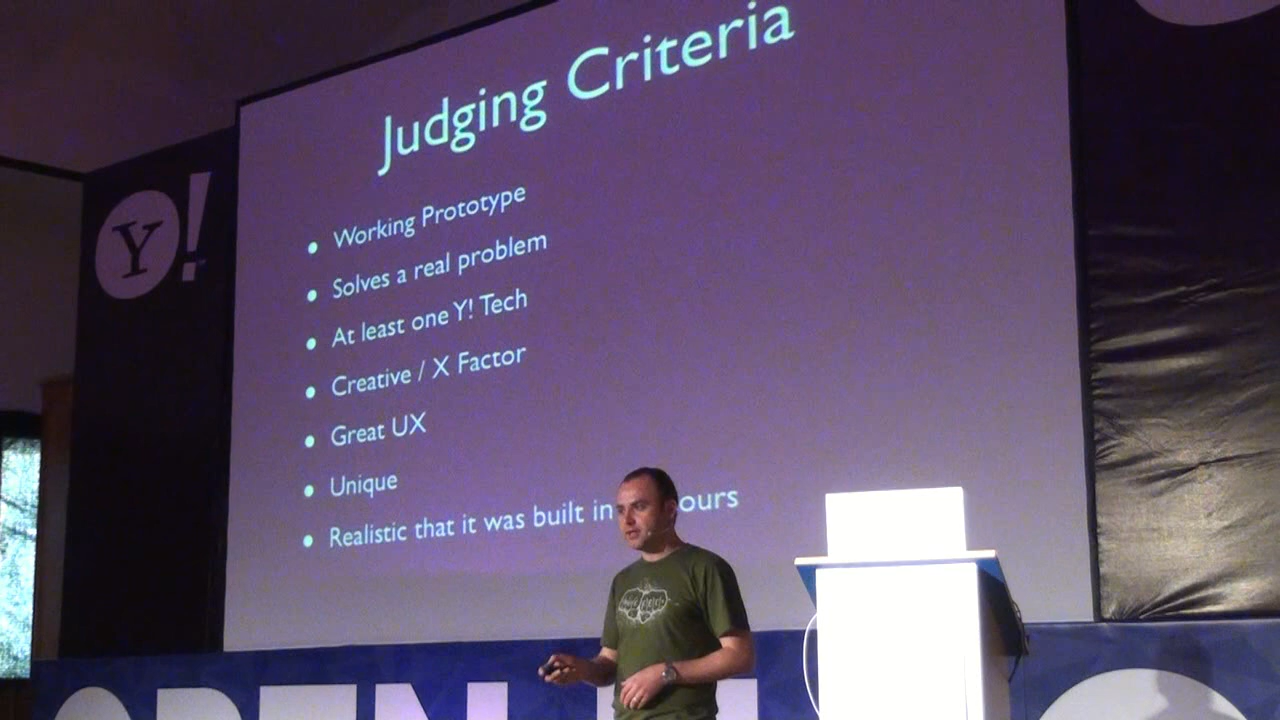 Judging Criteria
Y!
• Working Prototype
• Solves a real problem
• At least one Y! Tech
• Creative / X Factor
• Great UX
• Unique
• Realistic that it was built in ours
OPEN